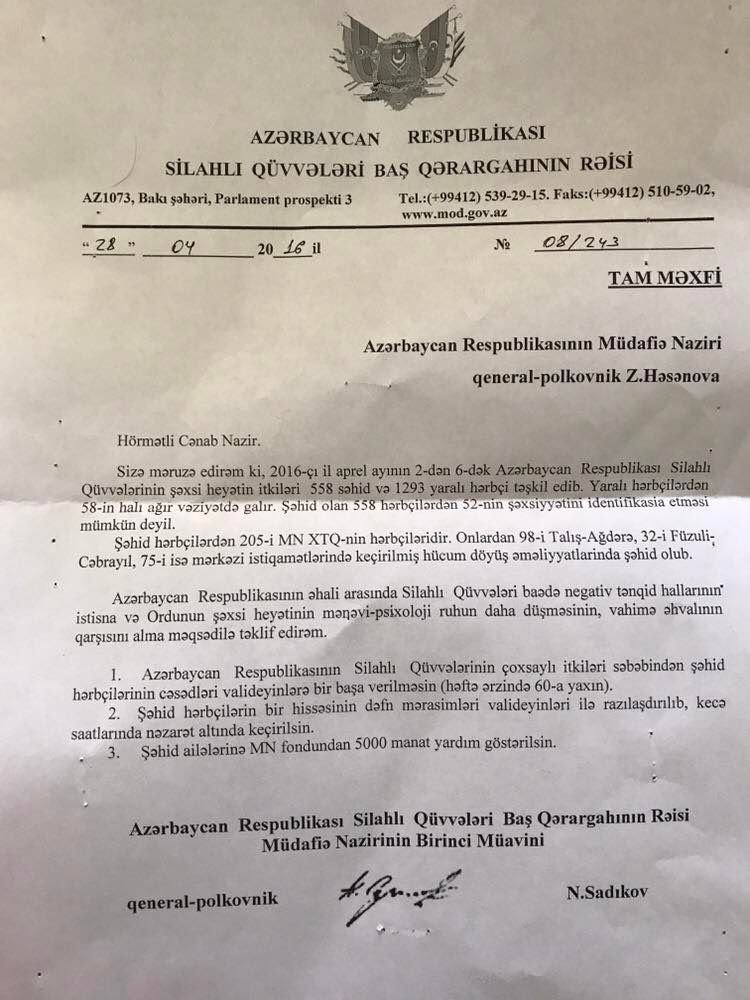 AZƏRBAYCAN RESPUBLİKASI
SİLAHLI QÜVVƏLƏRİ BAŞ QƏRARGAHININ RƏİSİ
AZ1073, Bakı şəhəri, Parlament prospekti 3 Tel.:(+99412) 539-29-15. Faks:(+99412) 510-59-02,
www.mod.gov.az
“28” 04 2016 il № 08/243
TAM MƏXFİ
Azərbaycan Respublikasının Müdafiə Naziri
qeneral-polkovnik Z.Həsənova
Hörmətli Cənab Nazir.
Sizə məruzə edirəm ki, 2016-çı il aprel ayının 2-dən 6-dək Azərbaycan Respublikası Silahlı
Qüvvələrinin şəxsi heyətin itkiləri 558 səhid və 1293 yaralı hərbçi təşkil edib. Yaralı hərbçilərdən
58-in halı ağır vəziyətdə galır. Şəhid olan 558 hərbçilərdən 52-nin şəxsiyyətini identifikasia etməsi
mümkün deyil.
Şəhid hərbçilərdən 205-i MN XTQ-nin hərbçiləridir. Onlardan 98-i Talış-Ağdərə, 32-i Füzuli-
Cəbrayıl, 75-i isə mərkəzi istiqamətlərində keçirilmiş hücum döyüş əməliyyatlarında şəhid olub.
Azərbaycan Respublikasının əhali arasında Silahlı Qüvvələri baədə negativ tənqid hallarının
istisna və Ordunun şəxsi heyətinin mənəvi-psixoloji ruhun daha düşməsinin, vahimə əhvalının
qarşısını alma məqsədilə təklif edirəm.
1. Azərbaycan Respublikasının Silahlı Qüvvələrinin çoxsaylı itkiləri səbəbindən şəhid
hərbçilərinin cəsədləri valideyinlərə bir başa verilməsin (həftə ərzində 60-a yaxın).
2. Şəhid hərbçilərin bir hissəsinin dəfn mərasimləri valideyinləri ilə razılaşdırılıb, kecə
saatlarında nəzarət altında keçirilsin.
3. Şəhid ailələrinə MN fondundan 5000 manat yardım göstərilsin.
Azərbaycan Respublikası Silahlı Qüvvələri Baş Qərargahının Rəisi
Müdafiə Nazirinin Birinci Müavini
qeneral-polkovnik N.Sadıkov